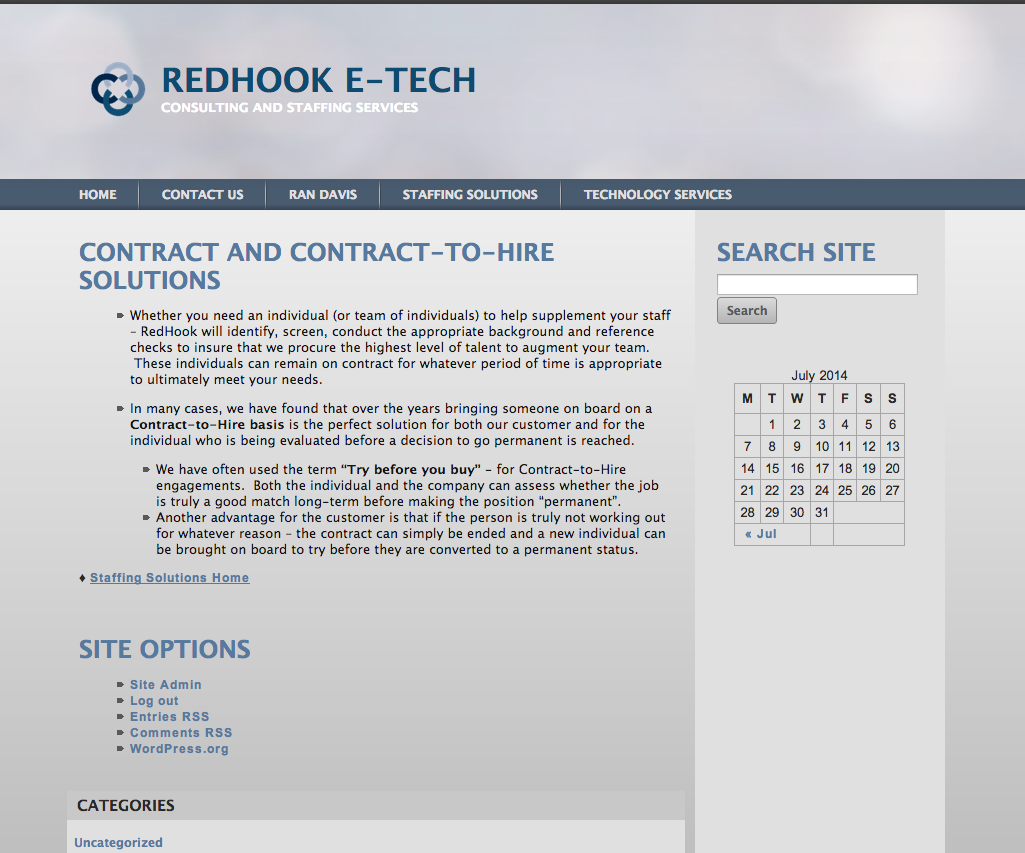 REDHOOK E-TECH
CONSULTING AND STAFFING SERVICES
HOME CONTACT US RAN DAVIS STAFFING SOLUTIONS TECHNOLOGY SERVICES
CONTRACT AND CONTRACT-TO-HIRE
SOLUTIONS
Whether you need an individual (or team of individuals) to help supplement your staff
– RedHook will identify, screen, conduct the appropriate background and reference
checks to insure that we procure the highest level of talent to augment your team.
These individuals can remain on contract for whatever period of time is appropriate
to ultimately meet your needs.
In many cases, we have found that over the years bringing someone on board on a
Contract-to-Hire basis is the perfect solution for both our customer and for the
individual who is being evaluated before a decision to go permanent is reached.
We have often used the term “Try before you buy” – for Contract-to-Hire
engagements.  Both the individual and the company can assess whether the job
is truly a good match long-term before making the position “permanent”.
Another advantage for the customer is that if the person is truly not working out
for whatever reason – the contract can simply be ended and a new individual can
be brought on board to try before they are converted to a permanent status.
♦ Staffing Solutions Home
SITE OPTIONS
Site Admin
Log out
Entries RSS
Comments RSS
WordPress.org
CATEGORIES
Uncategorized
SEARCH SITE
Search
July 2014
M T W T F S S
1 2 3 4 5 6
7 8 9 10 11 12 13
14 15 16 17 18 19 20
21 22 23 24 25 26 27
28 29 30 31
« Jul